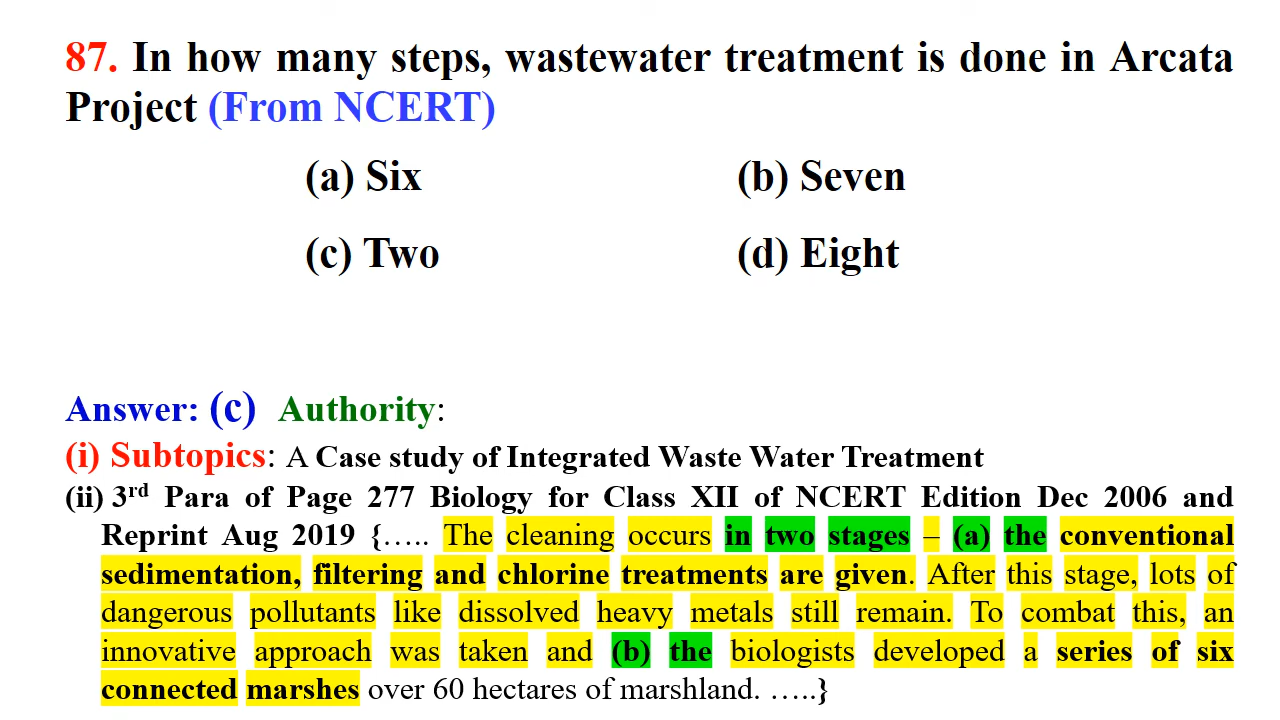 87. In how many steps, wastewater treatment is done in Arcata
Project (From NCERT)
(a) Six (b) Seven
(c) Two (d) Eight
Answer: (c) Authority:
(i) Subtopics: A Case study of Integrated Waste Water Treatment
(ii) 3rd Para of Page 277 Biology for Class XII of NCERT Edition Dec 2006 and
Reprint Aug 2019 {..... The cleaning occurs in two stages – (a) the conventional
sedimentation, filtering and chlorine treatments are given. After this stage, lots of
dangerous pollutants like dissolved heavy metals still remain. To combat this, an
innovative approach was taken and (b) the biologists developed a series of six
connected marshes over 60 hectares of marshland. .....}